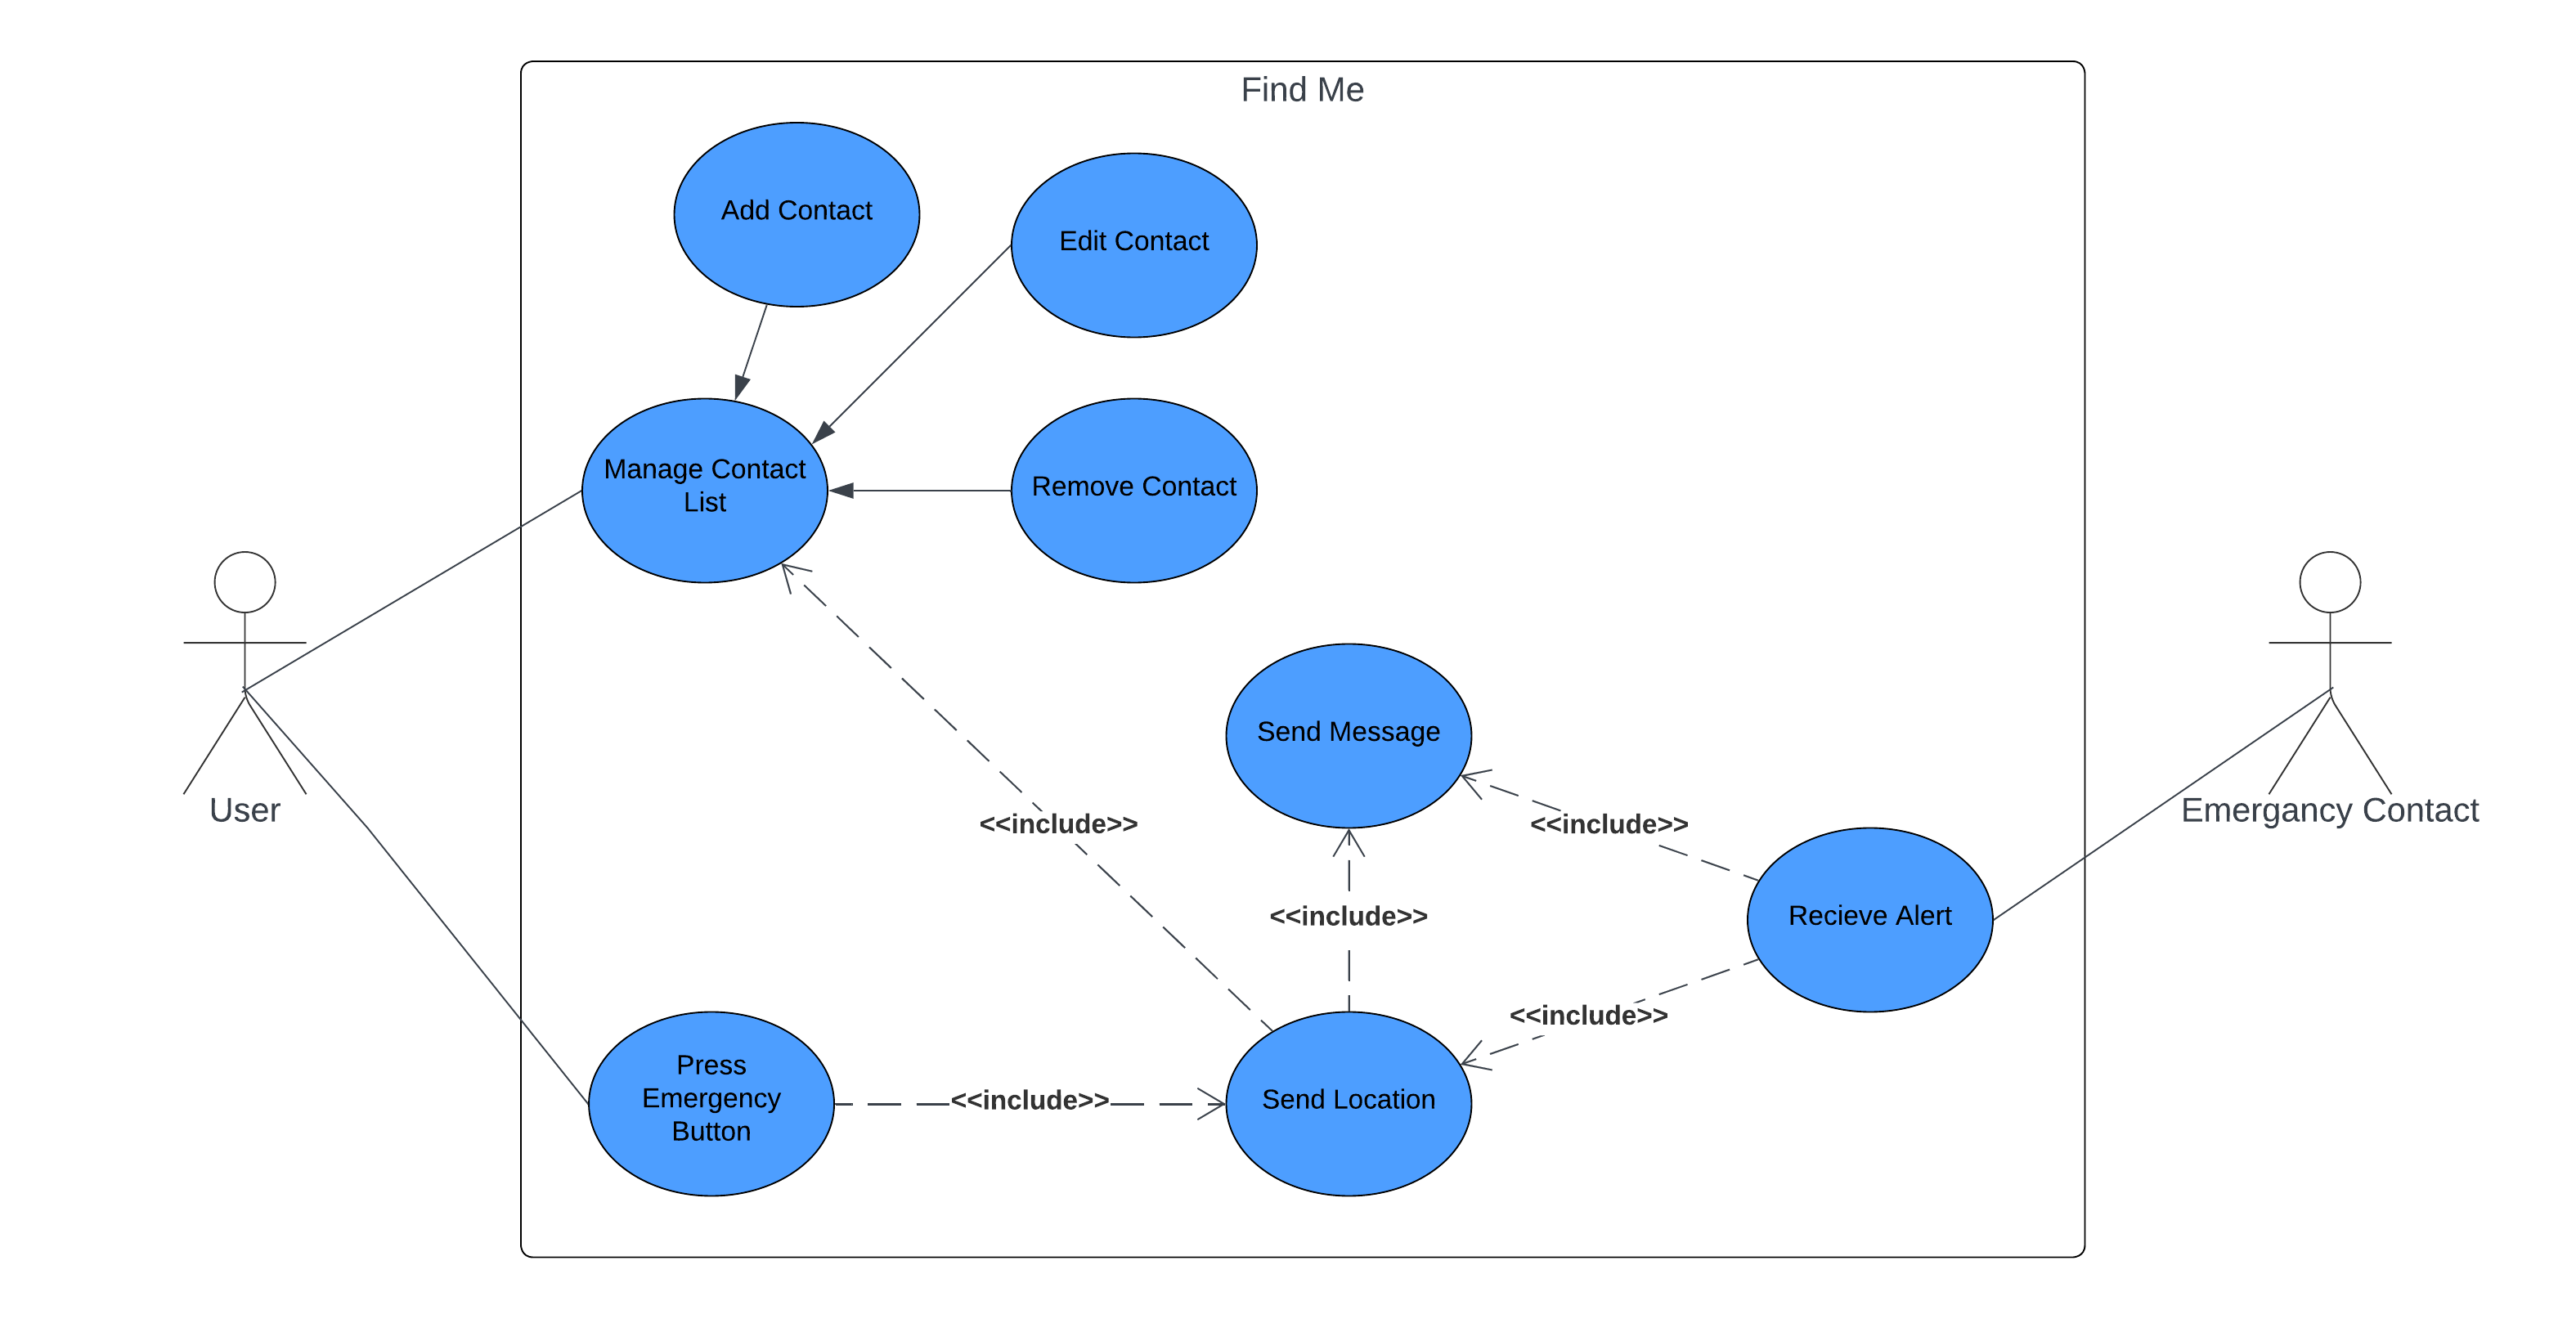 Find Me
Add Contact
Edit Contact
Manage Contact
List
Remove Contact
Send Message
User
Emergancy Contact
<<include>>
<<include>>
<<include>>
Recieve Alert
<<include>>
Press
Emergency
Button
<<include>>
Send Location